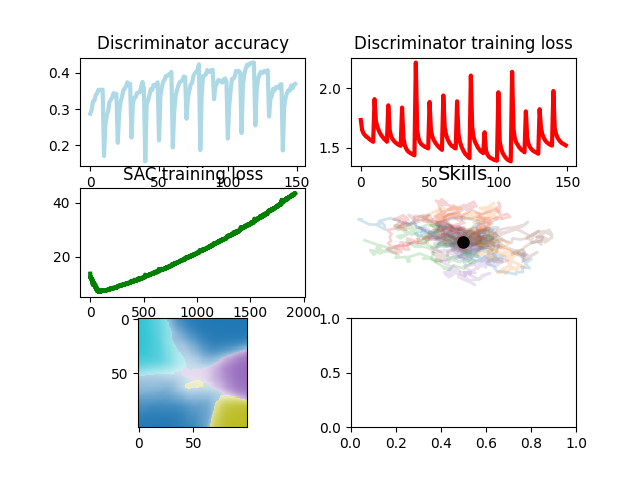 Discriminator accuracy
Discriminator training loss
0.4
0.3
0.2
0 50 100 150
2.0
1.5
0 50 100 150
SAC training loss
Skills
40
20
0 500 1000 1500 2000
0
50
0 50
1.0
0.8
0.6
0.4
0.2
0.0
0.0 0.2 0.4 0.6 0.8 1.0